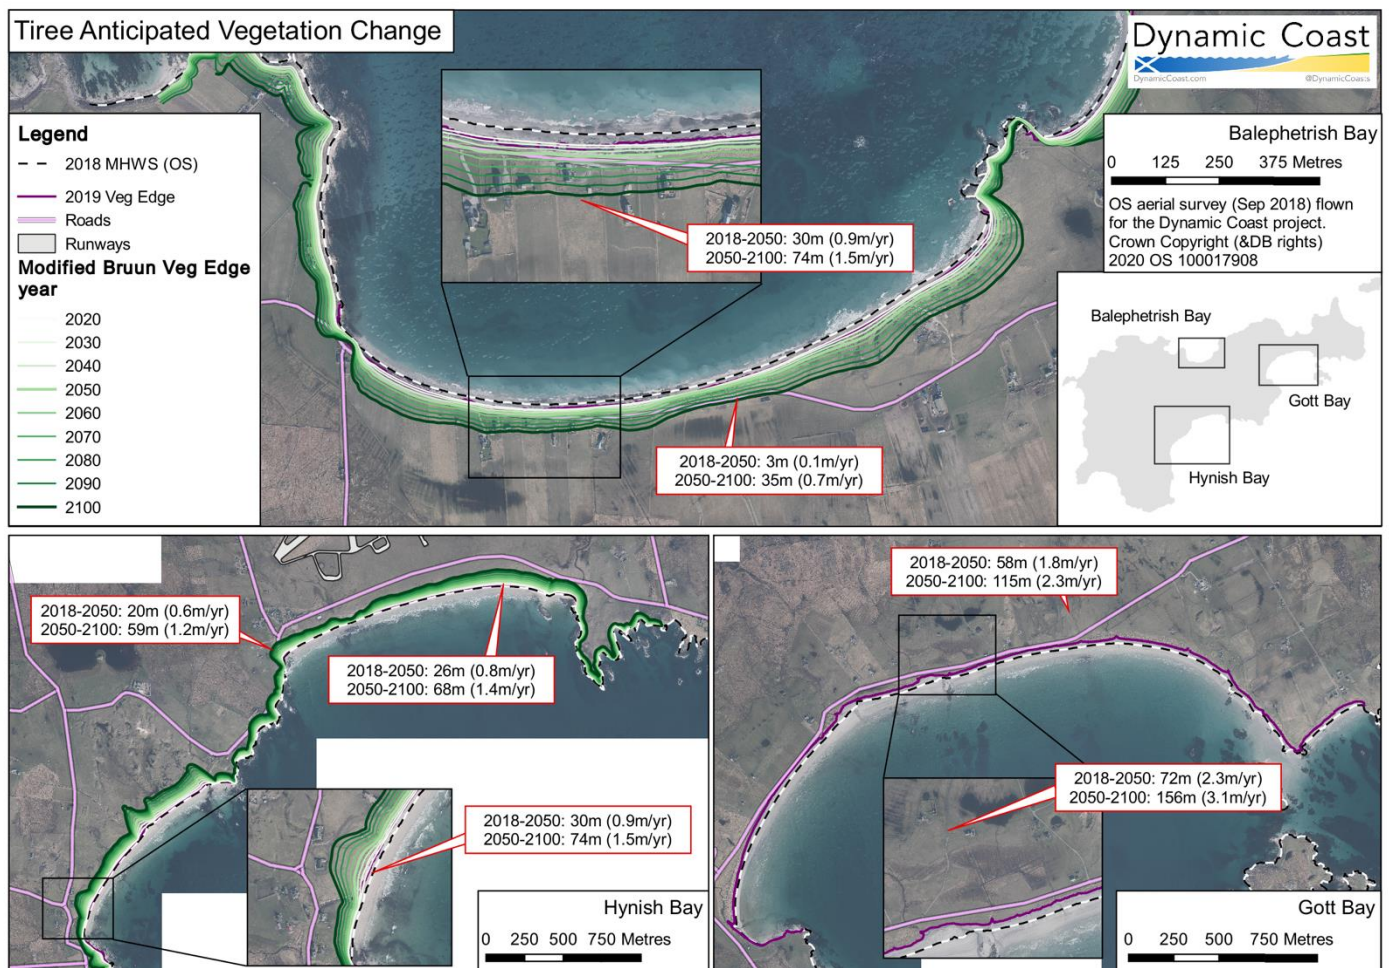 Tiree Anticipated Vegetation Change
Dynamic Coast
DynamicCoast.com
@DynamicCoasts
Legend
2018 MHWS (OS)
2019 Veg Edge
Roads
Runways
Modified Bruun Veg Edge
year
2020
2030
2040
2050
2060
2070
2080
2090
2100
2018-2050: 30m (0.9m/yr)
2050-2100: 74m (1.5m/yr)
2018-2050: 3m (0.1m/yr)
2050-2100: 35m (0.7m/yr)
Balephetrish Bay
0 125 250 375 Metres
OS aerial survey (Sep 2018) flown
for the Dynamic Coast project.
Crown Copyright (&DB rights)
2020 OS 100017908
Balephetrish Bay
Gott Bay
Hynish Bay
2018-2050: 20m (0.6m/yr)
2050-2100: 59m (1.2m/yr)
2018-2050: 26m (0.8m/yr)
2050-2100: 68m (1.4m/yr)
2018-2050: 30m (0.9m/yr)
2050-2100: 74m (1.5m/yr)
Hynish Bay
0 250 500 750 Metres
2018-2050: 58m (1.8m/yr)
2050-2100: 115m (2.3m/yr)
2018-2050: 72m (2.3m/yr)
2050-2100: 156m (3.1m/yr)
Gott Bay
0 250 500 750 Metres